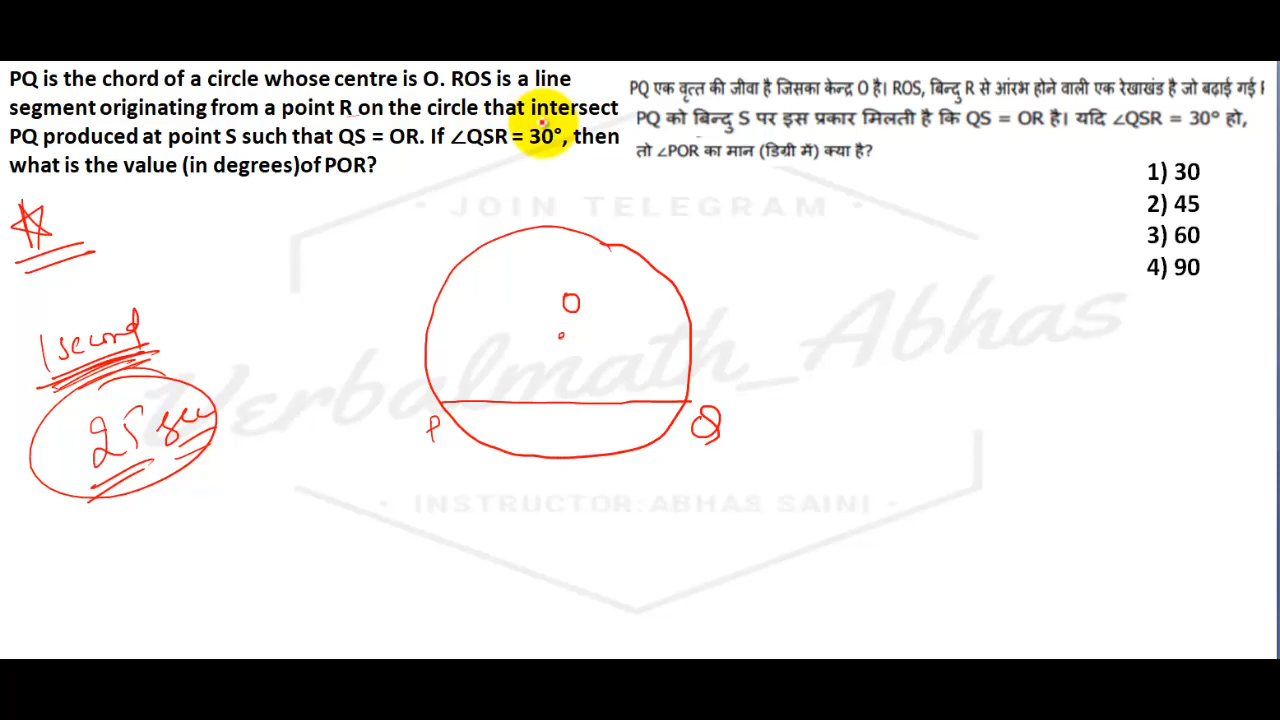 PQ is the chord of a circle whose centre is O. ROS is a line
segment originating from a point R on the circle that intersect
PQ produced at point S such that QS = OR. If ∠QSR = 30°, then
what is the value (in degrees)of POR?
PQ एक वृत्त की जीवा है जिसका केन्द्र O है। ROS, बिन्दु R से आंरभ होने वाली एक रेखाखंड है जो बढ़ाई गई
PQ को बिन्दु S पर इस प्रकार मिलती है कि QS = OR है। यदि ∠QSR = 30° हो,
तो ∠POR का मान (डिग्री में) क्या है?
1) 30
2) 45
3) 60
4) 90
JOIN TELEGRAM
O
1 second
25 sec
P
Q
Verbalmath_Abhas
INSTRUCTOR:ABHAS SAINI